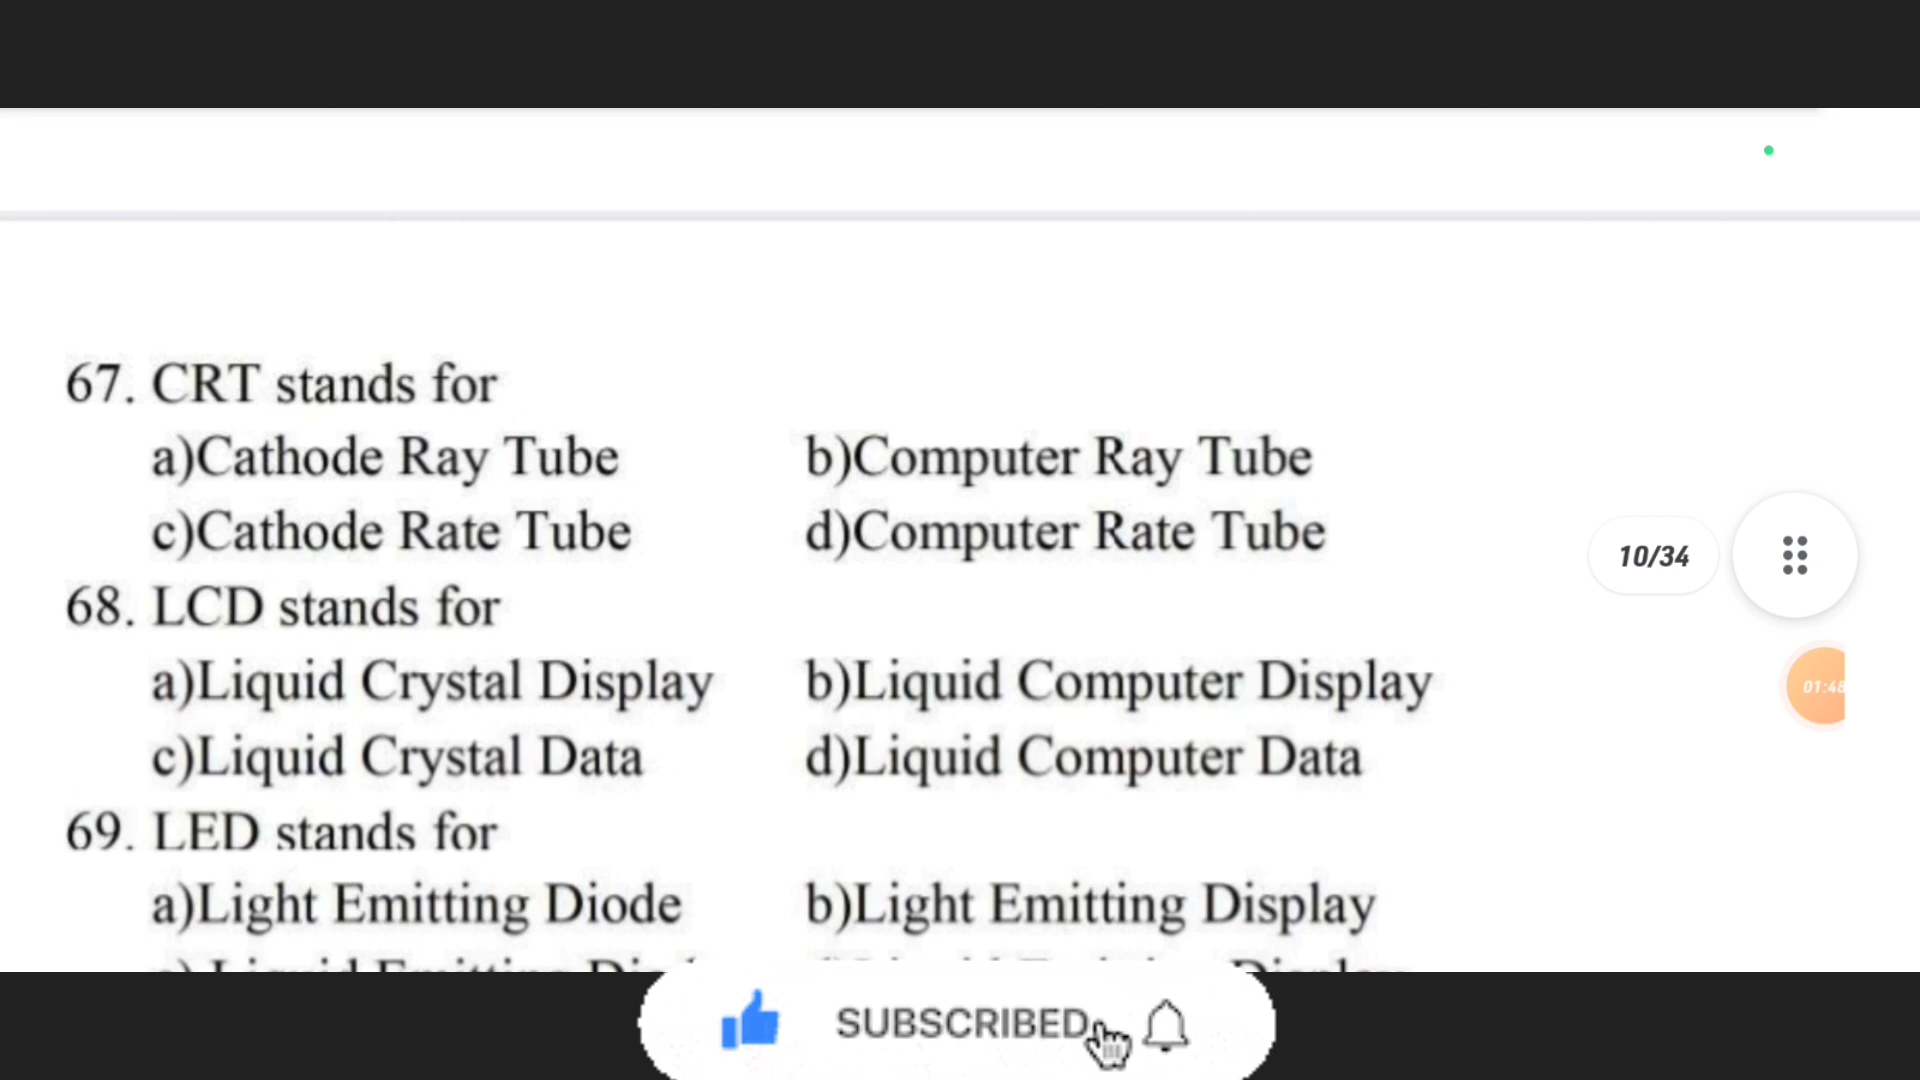 67. CRT stands for
a)Cathode Ray Tube b)Computer Ray Tube
c)Cathode Rate Tube d)Computer Rate Tube
10/34
68. LCD stands for
a)Liquid Crystal Display b)Liquid Computer Display
01:48
c)Liquid Crystal Data d)Liquid Computer Data
69. LED stands for
a)Light Emitting Diode b)Light Emitting Display
SUBSCRIBED